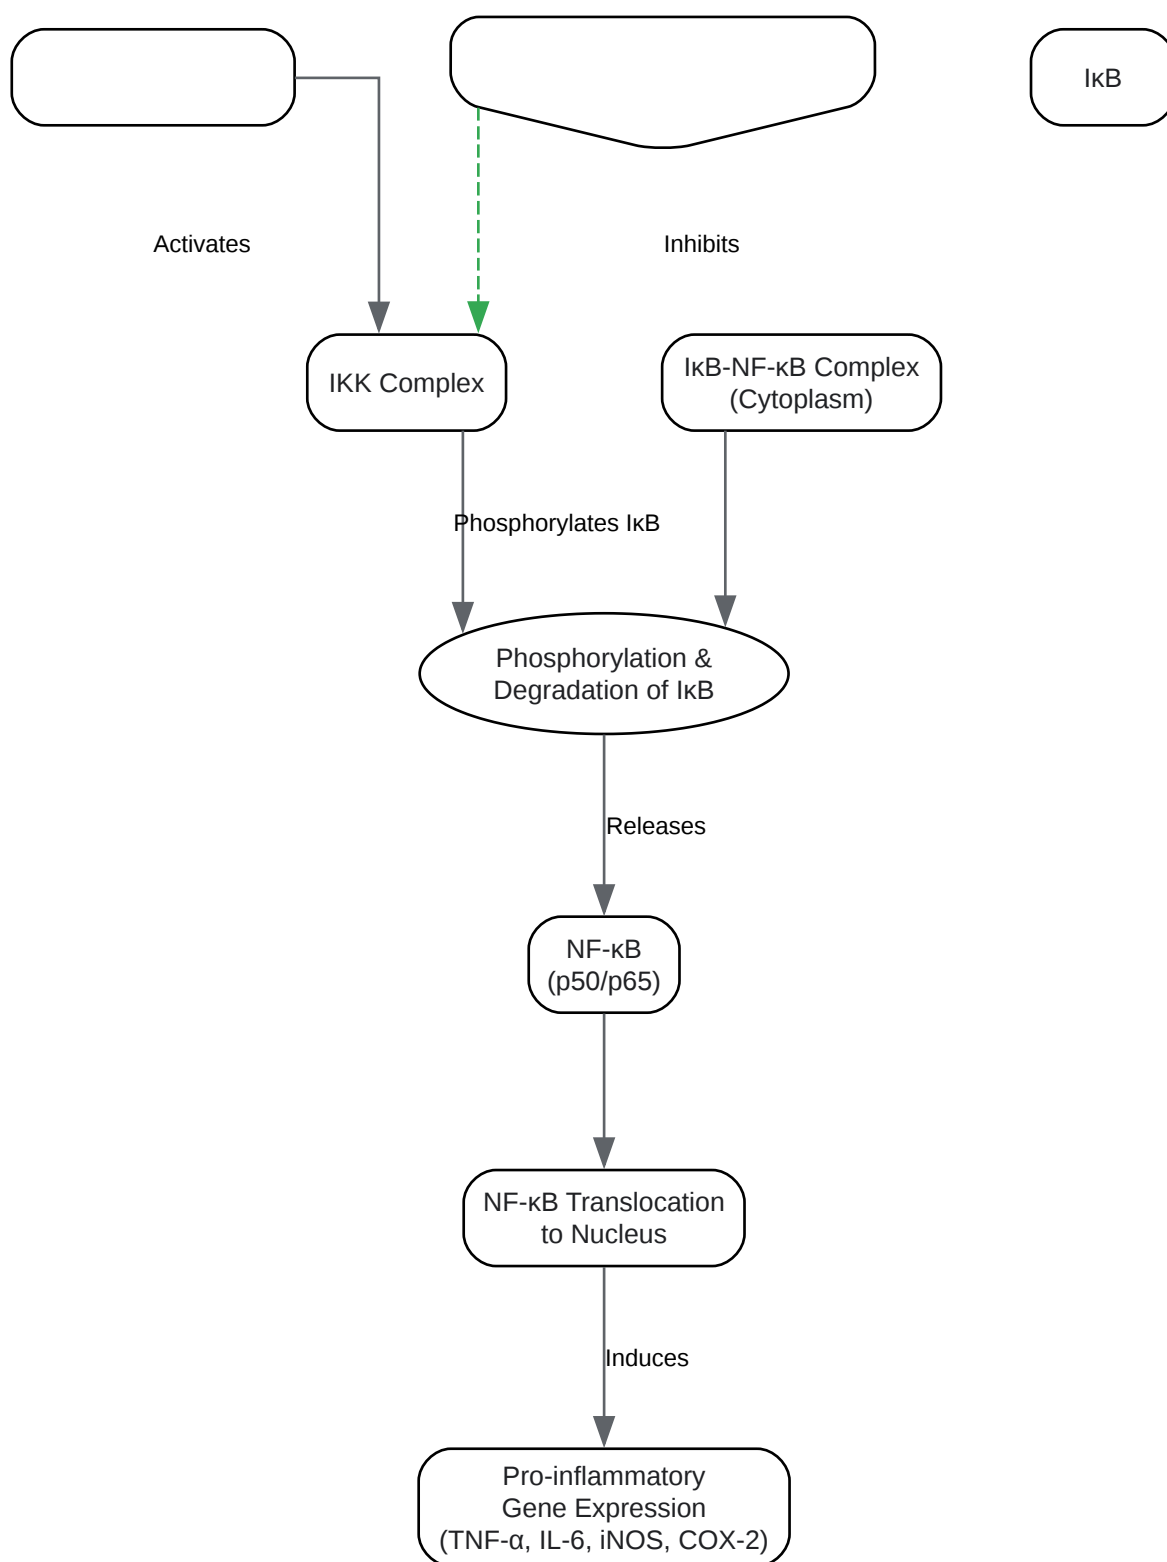 IκB
Activates
Inhibits
IKK Complex
IκB-NF-κB Complex
(Cytoplasm)
Phosphorylates IκB
Phosphorylation &
Degradation of IκB
Releases
NF-κB
(p50/p65)
NF-κB Translocation
to Nucleus
Induces
Pro-inflammatory
Gene Expression
(TNF-α, IL-6, iNOS, COX-2)